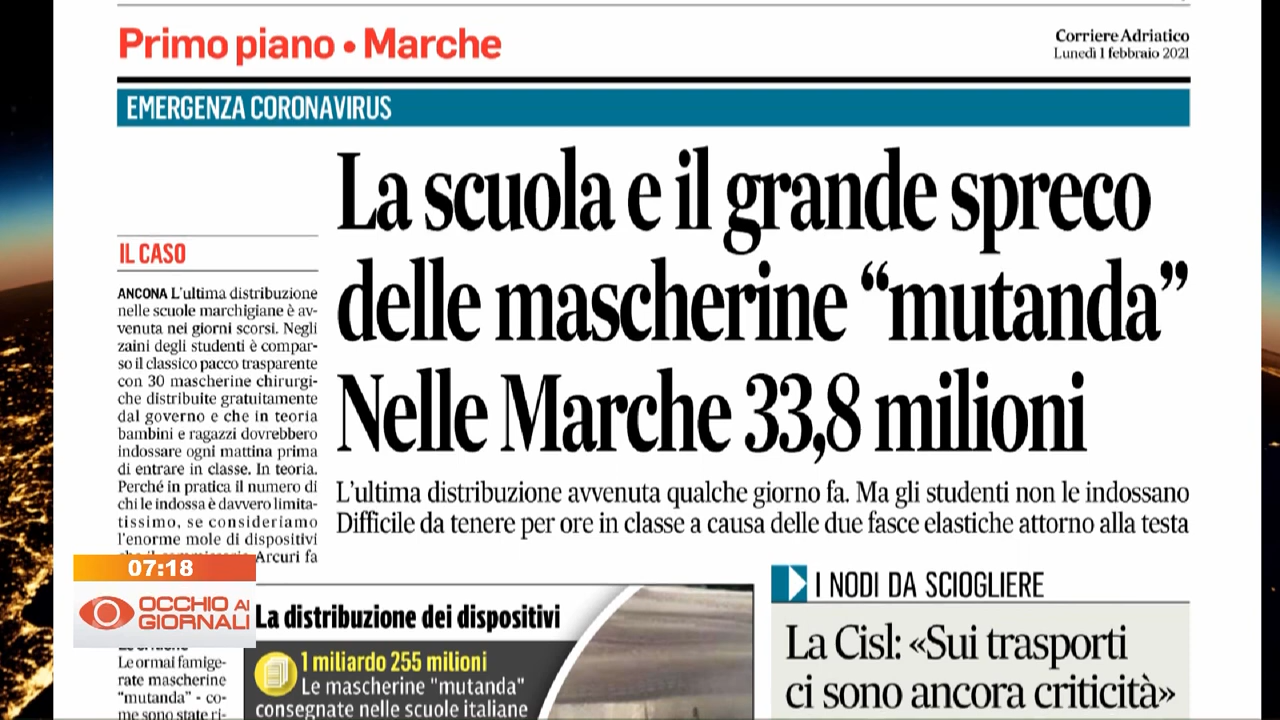 Primo piano • Marche
Corriere Adriatico
Lunedì 1 febbraio 2021
EMERGENZA CORONAVIRUS
La scuola e il grande spreco
delle mascherine “mutanda”
Nelle Marche 33,8 milioni
L’ultima distribuzione avvenuta qualche giorno fa. Ma gli studenti non le indossano
Difficile da tenere per ore in classe a causa delle due fasce elastiche attorno alla testa
IL CASO
ANCONA L’ultima distribuzione
nelle scuole marchigiane è av-
venuta nei giorni scorsi. Negli
zaini degli studenti è compar-
so il classico pacco trasparente
con 30 mascherine chirurgi-
che distribuite gratuitamente
dal governo e che in teoria
bambini e ragazzi dovrebbero
indossare ogni mattina prima
di entrare in classe. In teoria.
Perché in pratica il numero di
chi le indossa è davvero limita-
tissimo, se consideriamo
l’enorme mole di dispositivi
Arcuri fa
07:18
OCCHIO AI
GIORNALI
Le ormai famige-
rate mascherine
“mutanda” - co-
me sono state ri-
La distribuzione dei dispositivi
1 miliardo 255 milioni
Le mascherine "mutanda"
consegnate nelle scuole italiane
I NODI DA SCIOGLIERE
La Cisl: «Sui trasporti
ci sono ancora criticità»